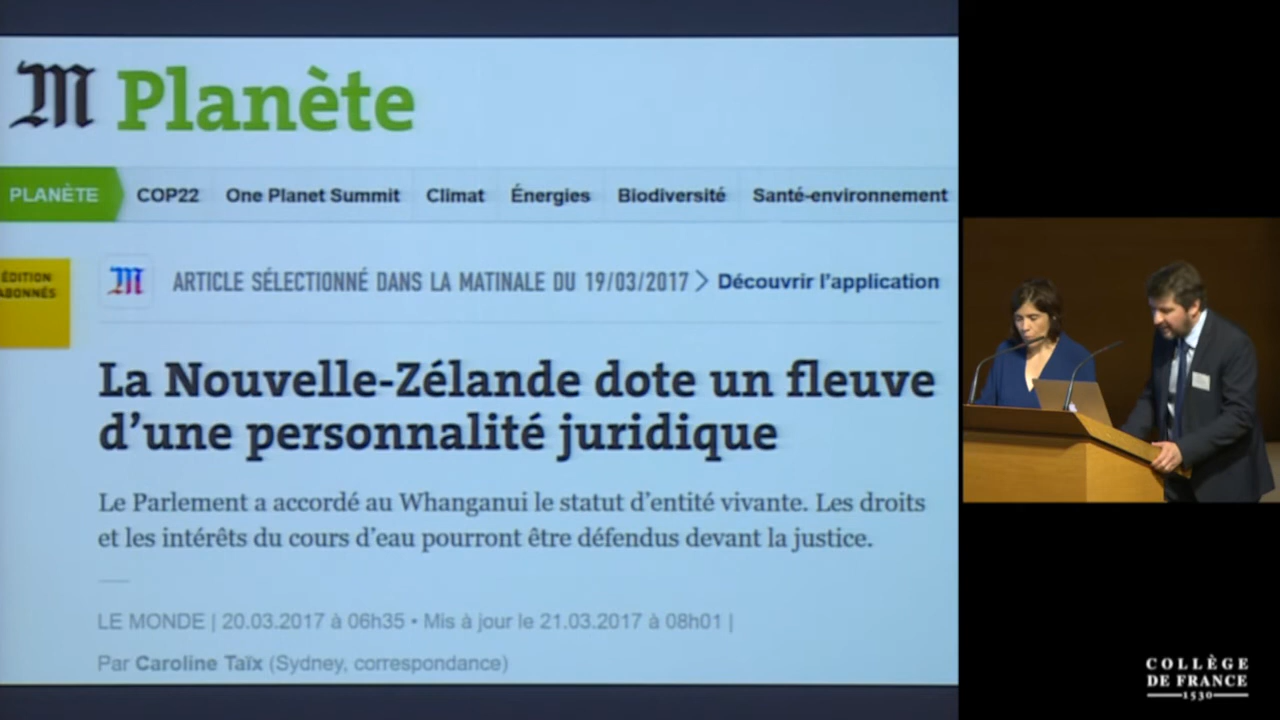 M Planète
PLANÈTE COP22 One Planet Summit Climat Énergies Biodiversité Santé-environnement
ÉDITION
ABONNÉS
M ARTICLE SÉLECTIONNÉ DANS LA MATINALE DU 19/03/2017 > Découvrir l'application
La Nouvelle-Zélande dote un fleuve
d'une personnalité juridique
Le Parlement a accordé au Whanganui le statut d'entité vivante. Les droits
et les intérêts du cours d'eau pourront être défendus devant la justice.
LE MONDE | 20.03.2017 à 06h35 • Mis à jour le 21.03.2017 à 08h01 |
Par Caroline Taïx (Sydney, correspondance)
COLLÈGE
DE FRANCE
1530